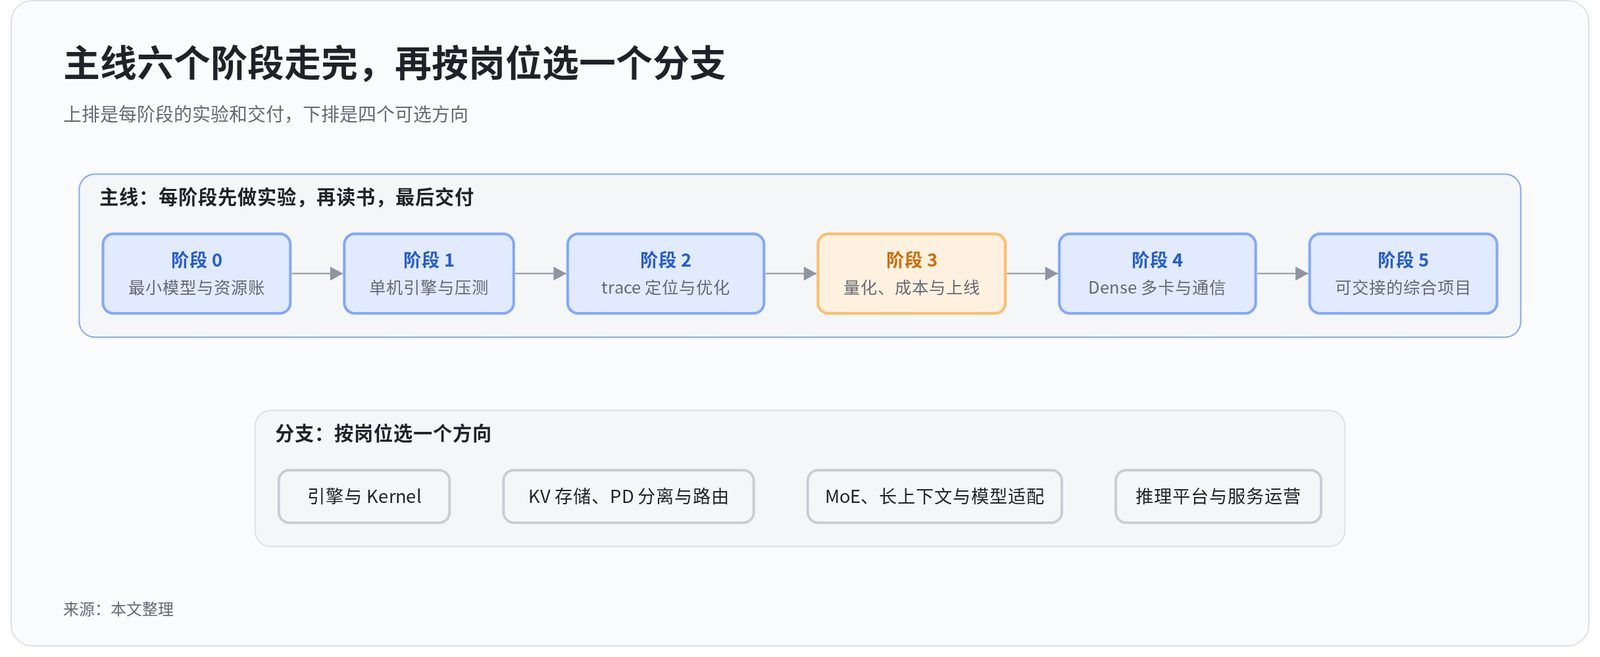 主线六个阶段走完，再按岗位选一个分支
上排是每阶段的实验和交付，下排是四个可选方向
主线：每阶段先做实验，再读书，最后交付
阶段 0
最小模型与资源账
阶段 1
单机引擎与压测
阶段 2
trace 定位与优化
阶段 3
量化、成本与上线
阶段 4
Dense 多卡与通信
阶段 5
可交接的综合项目
分支：按岗位选一个方向
引擎与 Kernel
KV 存储、PD 分离与路由
MoE、长上下文与模型适配
推理平台与服务运营
来源：本文整理